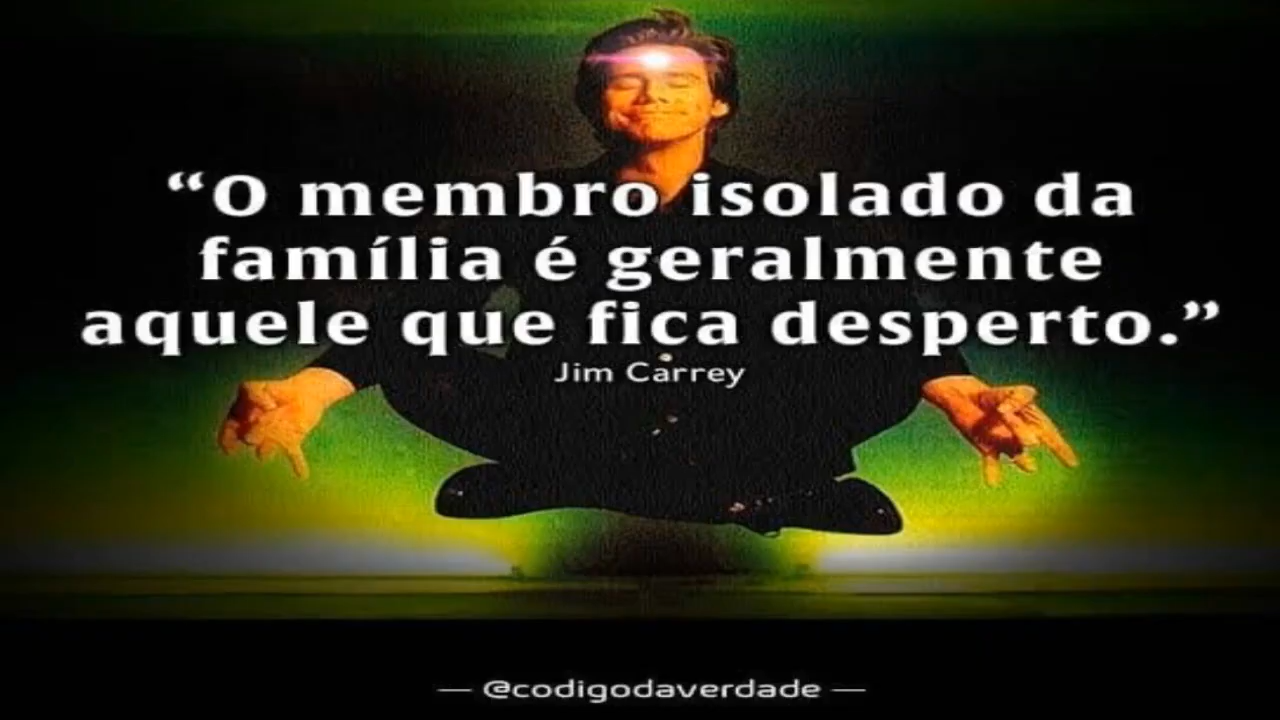 “O membro isolado da
família é geralmente
aquele que fica desperto.”
Jim Carrey
— @codigodaverdade —